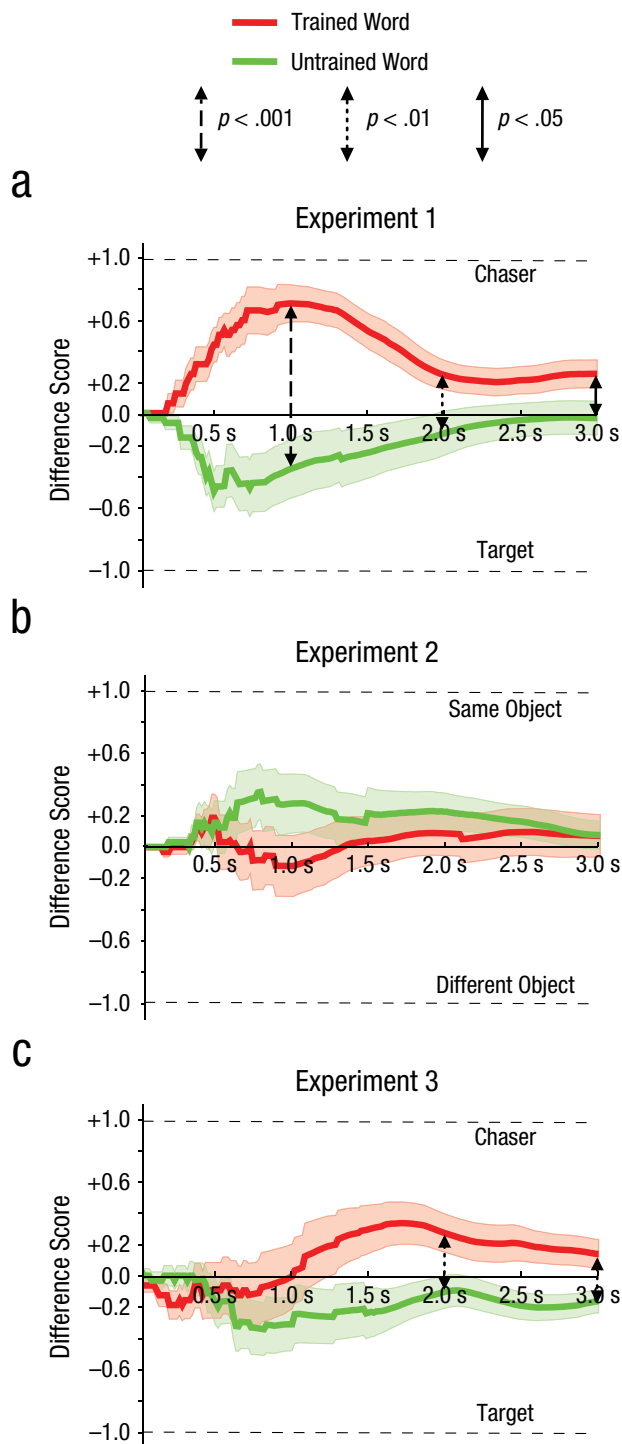 Trained Word
Untrained Word
p < .001
p < .01
p < .05
a
Experiment 1
+1.0
Chaser
+0.6
+0.2
0.0
0.5 s 1.0 s 1.5 s 2.0 s 2.5 s 3.0 s
−0.2
−0.6
Target
−1.0
Difference Score
b
Experiment 2
+1.0
Same Object
+0.6
+0.2
0.0
0.5 s 1.0 s 1.5 s 2.0 s 2.5 s 3.0 s
−0.2
−0.6
Different Object
−1.0
Difference Score
c
Experiment 3
+1.0
Chaser
+0.6
+0.2
0.0
0.5 s 1.0 s 1.5 s 2.0 s 2.5 s 3.0 s
−0.2
−0.6
Target
−1.0
Difference Score